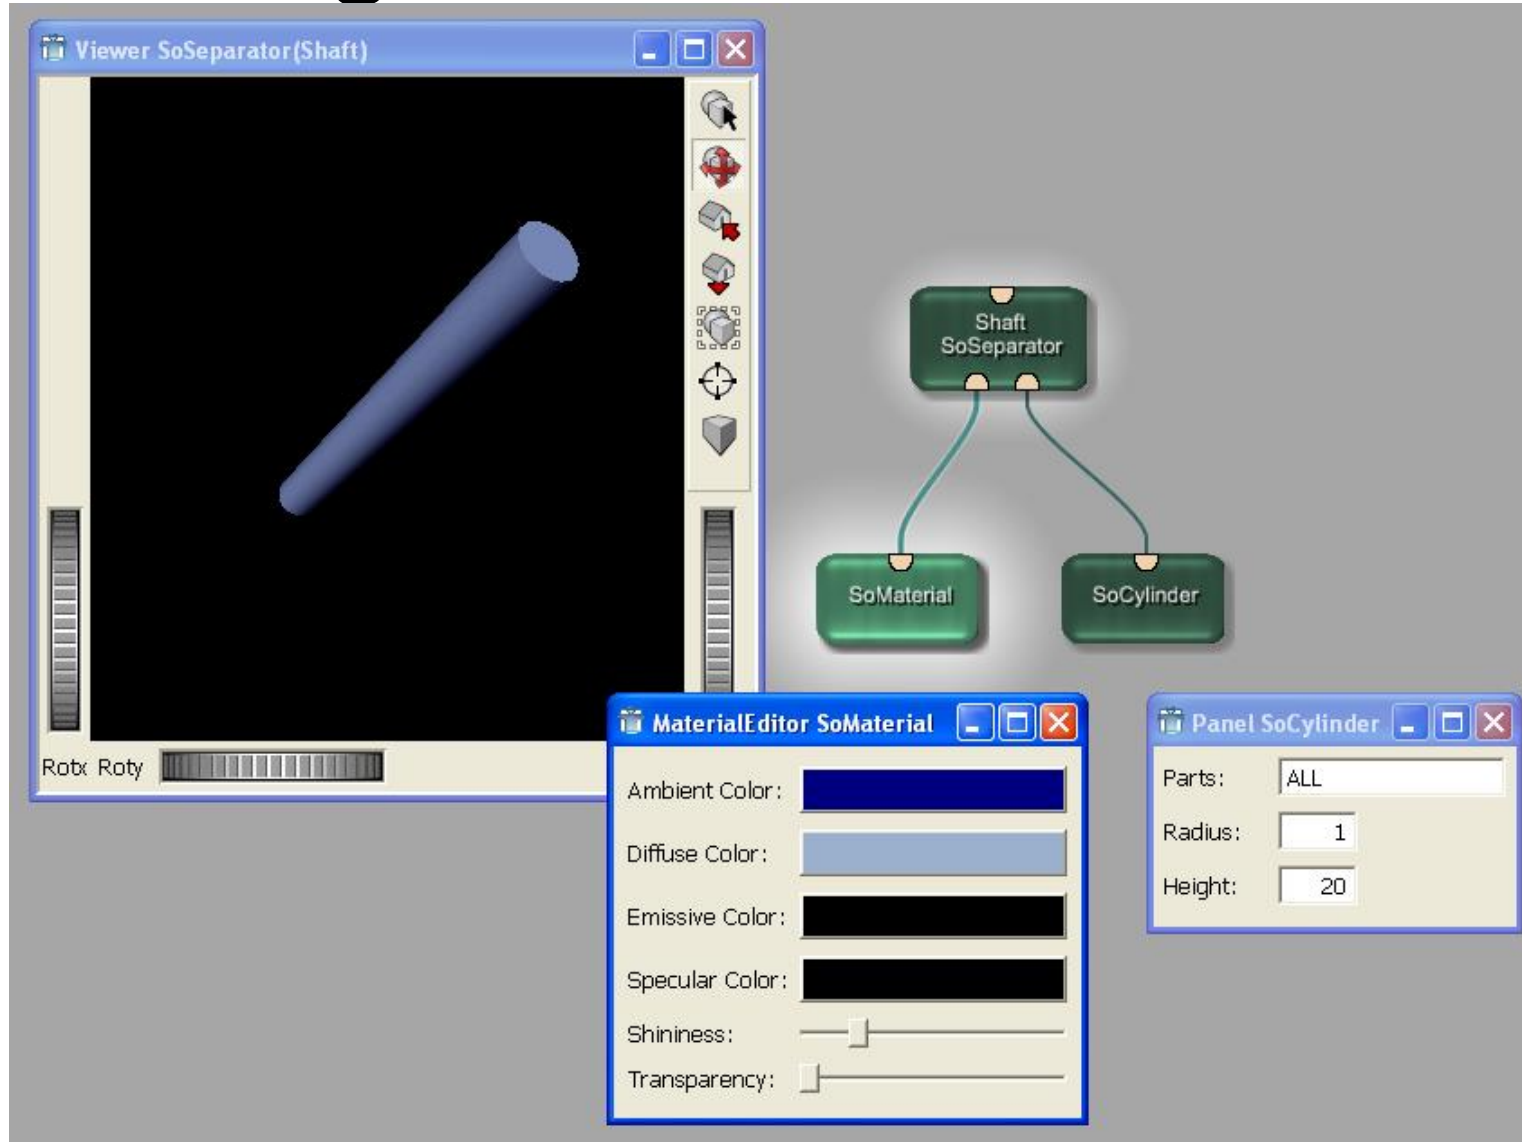 Viewer SoSeparator(Shaft)
Shaft
SoSeparator
SoMaterial
SoCylinder
Rotx Roty
MaterialEditor SoMaterial
Ambient Color:
Diffuse Color:
Emissive Color:
Specular Color:
Shininess:
Transparency:
Panel SoCylinder
Parts: ALL
Radius: 1
Height: 20